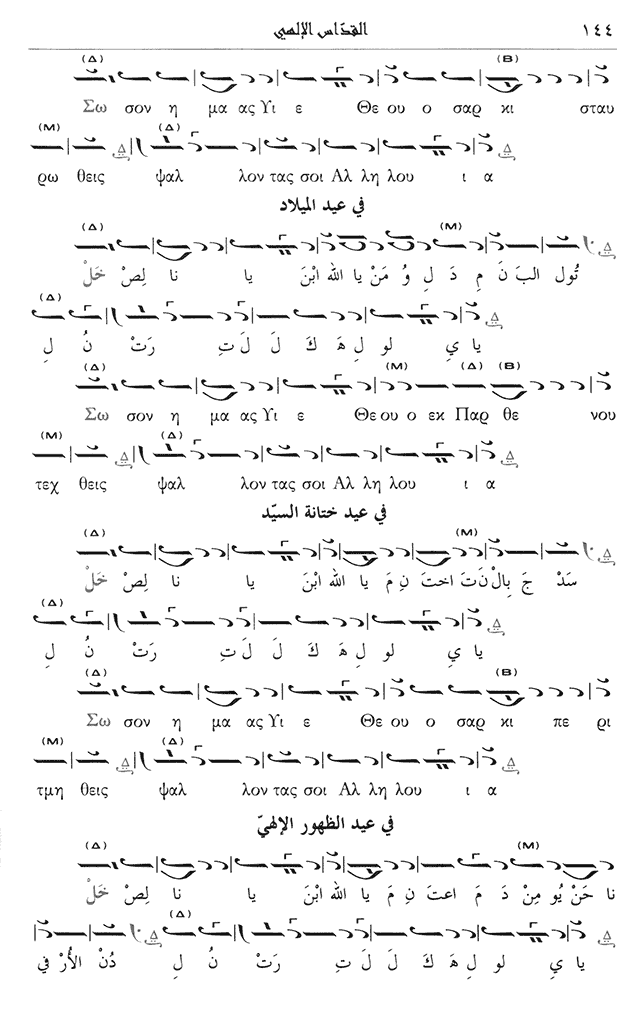 ١٤٤ القدّاس الإلهي
(Δ) (B)
Σω σον η μα ας Υι ε Θε ου ο σαρ κι σταυ
(M) (Δ)
ρω θεις ψαλ λον τας σοι Αλ λη λου ι α
في عيد الميلاد
(Δ) (M)
خَلْ لِصْ نا يا ابْنَ الله يا مَنْ وُ لِ دَ مِ نَ البَ تُول
(Δ)
لِ نُ رَتْ تِ لَ لَ كَ هَ لِ لو يِ يا
(Δ) (M) (Δ) (B)
Σω σον η μα ας Υι ε Θε ου ο εκ Παρ θε νου
(M) (Δ)
τεχ θεις ψαλ λον τας σοι Αλ λη λου ι α
في عيد ختانة السيّد
(Δ) (M)
خَلْ لِصْ نا يا ابْنَ الله يا مَ نِ اختَ تَ نَ بِالْ جَ سَدْ
(Δ)
لِ نُ رَتْ تِ لَ لَ كَ هَ لِ لو يِ يا
(Δ) (B)
Σω σον η μα ας Υι ε Θε ου ο σαρ κι πε ρι
(M) (Δ)
τμη θεις ψαλ λον τας σοι Αλ λη λου ι α
في عيد الظهور الإلهيّ
(Δ) (M)
خَلْ لِصْ نا يا ابْنَ الله يا مَ نِ اعتَ مَ دَ مِنْ يُو حَنْ نا
(Δ)
في الأُرْ دُنْ لِ نُ رَتْ تِ لَ لَ كَ هَ لِ لو يِ يا